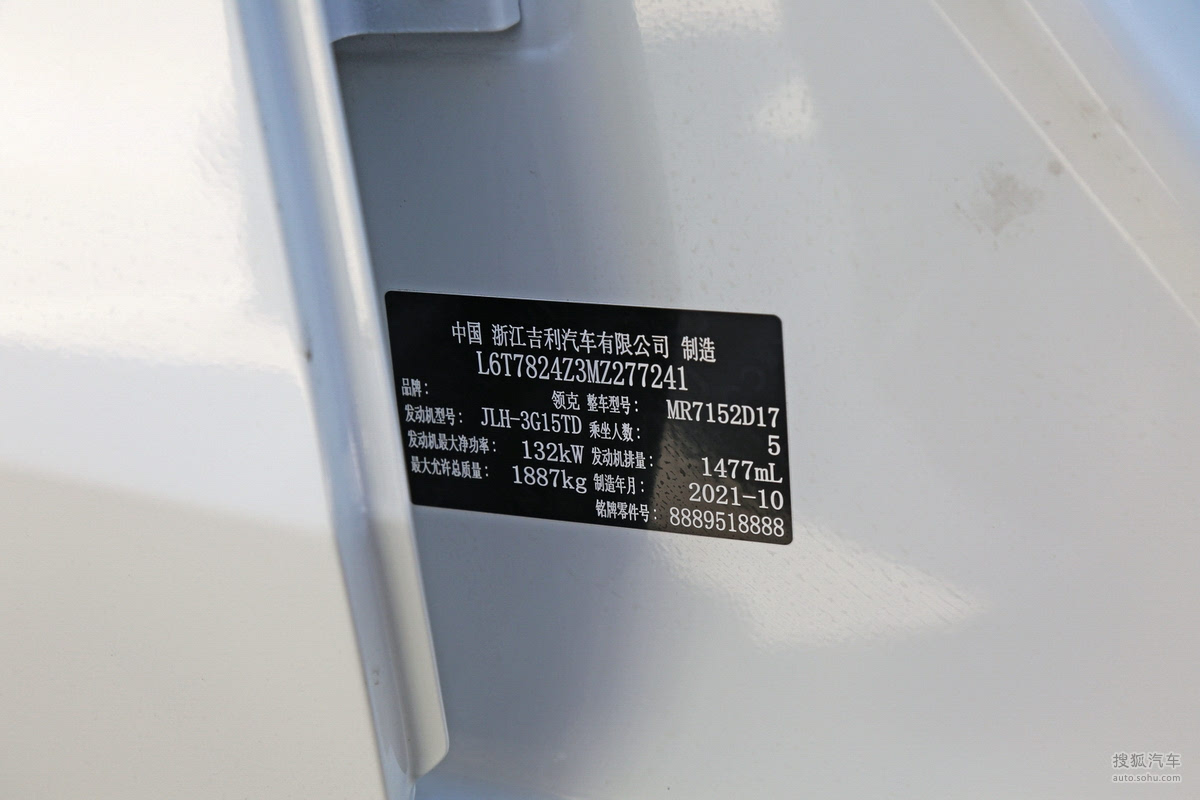 中国 浙江吉利汽车有限公司 制造
L6T7824Z3MZ277241
品牌： 领克 整车型号： MR7152D17
发动机型号： JLH-3G15TD 乘坐人数： 5
发动机最大净功率： 132kW 发动机排量： 1477mL
最大允许总质量： 1887kg 制造年月： 2021-10
铭牌零件号： 8889518888
搜狐汽车
auto.sohu.com